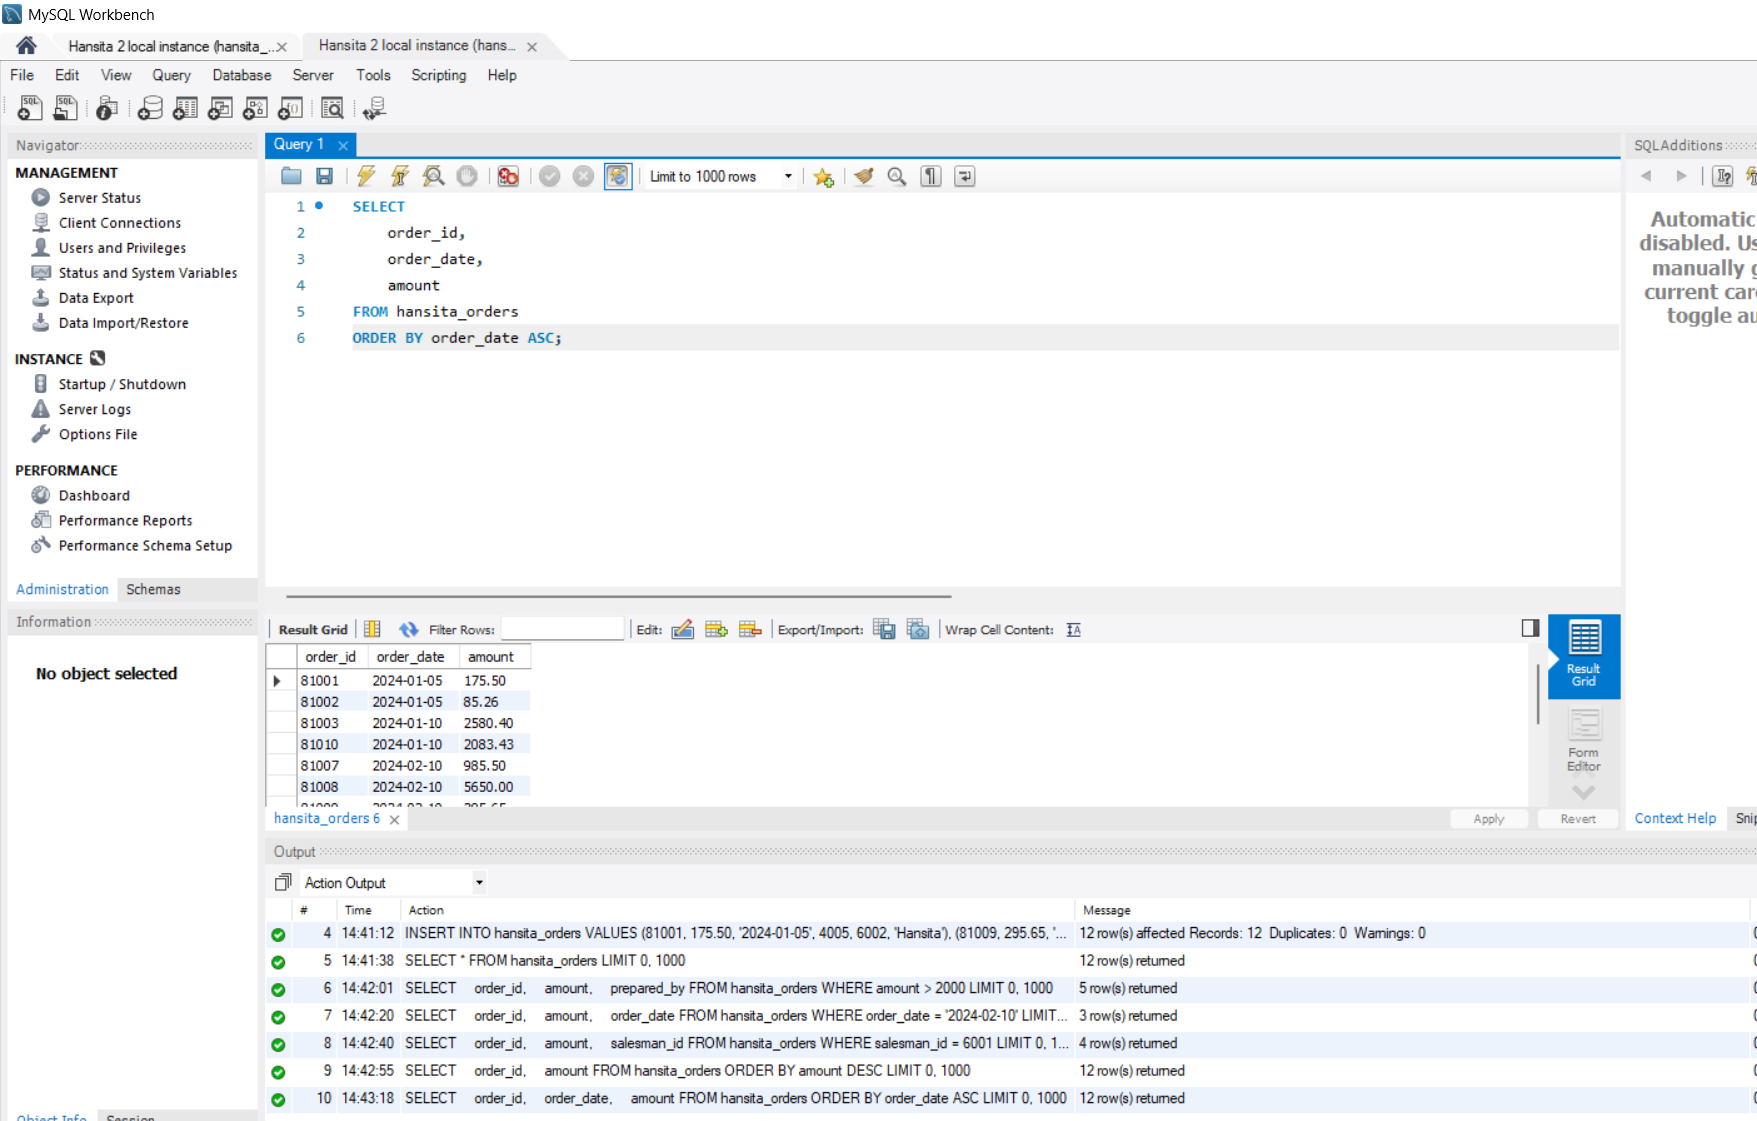 MySQL Workbench
Hansita 2 local instance (hansita_... Hansita 2 local instance (hans...
File Edit View Query Database Server Tools Scripting Help
Navigator
MANAGEMENT
Server Status
Client Connections
Users and Privileges
Status and System Variables
Data Export
Data Import/Restore
INSTANCE
Startup / Shutdown
Server Logs
Options File
PERFORMANCE
Dashboard
Performance Reports
Performance Schema Setup
Administration Schemas
Information
No object selected
Object Info Session
Query 1
Limit to 1000 rows
1 SELECT
2 order_id,
3 order_date,
4 amount
5 FROM hansita_orders
6 ORDER BY order_date ASC;
Result Grid Filter Rows: Edit: Export/Import: Wrap Cell Content:
order_id order_date amount
81001 2024-01-05 175.50
81002 2024-01-05 85.26
81003 2024-01-10 2580.40
81010 2024-01-10 2083.43
81007 2024-02-10 985.50
81008 2024-02-10 5650.00
Result
Grid
Form
Editor
hansita_orders 6 Apply Revert
SQLAdditions
Automatic
disabled. Us
manually g
current car
toggle au
Context Help Snip
Output
Action Output
# Time Action Message
4 14:41:12 INSERT INTO hansita_orders VALUES (81001, 175.50, '2024-01-05', 4005, 6002, 'Hansita'), (81009, 295.65, '... 12 row(s) affected Records: 12 Duplicates: 0 Warnings: 0
5 14:41:38 SELECT * FROM hansita_orders LIMIT 0, 1000 12 row(s) returned
6 14:42:01 SELECT order_id, amount, prepared_by FROM hansita_orders WHERE amount > 2000 LIMIT 0, 1000 5 row(s) returned
7 14:42:20 SELECT order_id, amount, order_date FROM hansita_orders WHERE order_date = '2024-02-10' LIMIT... 3 row(s) returned
8 14:42:40 SELECT order_id, amount, salesman_id FROM hansita_orders WHERE salesman_id = 6001 LIMIT 0, 1... 4 row(s) returned
9 14:42:55 SELECT order_id, amount FROM hansita_orders ORDER BY amount DESC LIMIT 0, 1000 12 row(s) returned
10 14:43:18 SELECT order_id, order_date, amount FROM hansita_orders ORDER BY order_date ASC LIMIT 0, 1000 12 row(s) returned